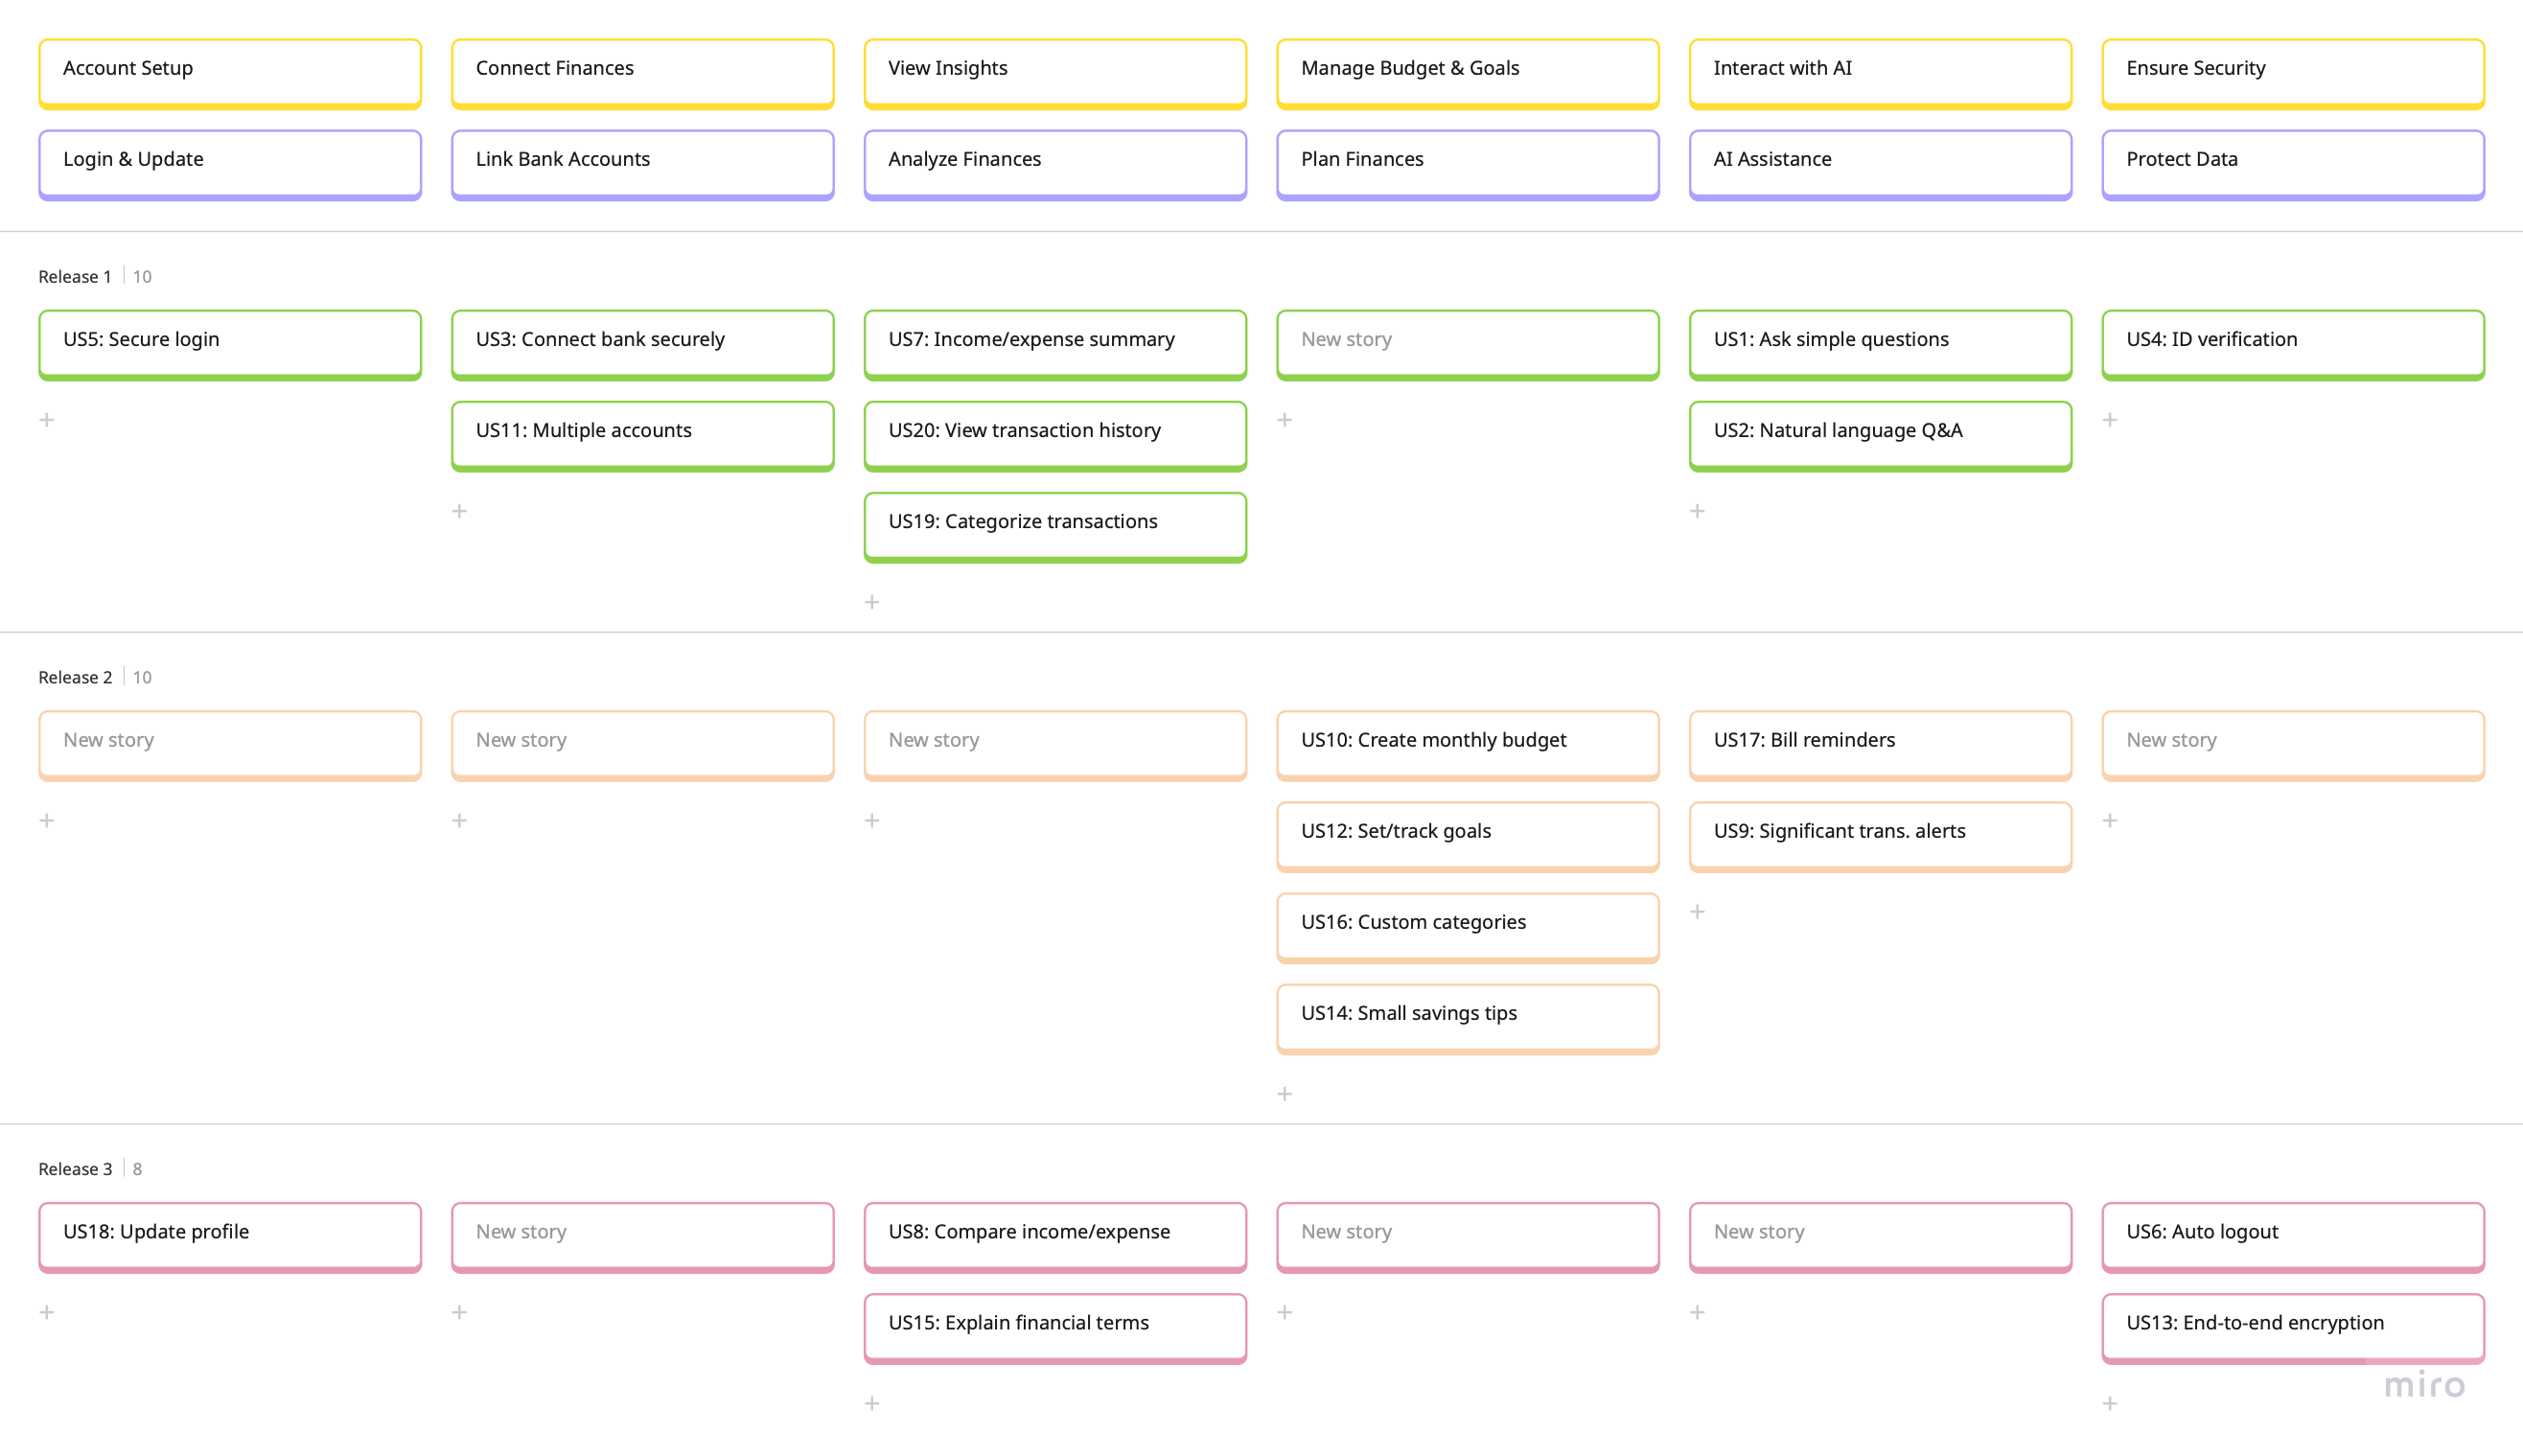 Account Setup
Connect Finances
View Insights
Manage Budget & Goals
Interact with AI
Ensure Security
Login & Update
Link Bank Accounts
Analyze Finances
Plan Finances
AI Assistance
Protect Data
Release 1 | 10
US5: Secure login
US3: Connect bank securely
US7: Income/expense summary
New story
US1: Ask simple questions
US4: ID verification
+
US11: Multiple accounts
US20: View transaction history
+
US2: Natural language Q&A
+
+
US19: Categorize transactions
+
+
Release 2 | 10
New story
New story
New story
US10: Create monthly budget
US17: Bill reminders
New story
+
+
+
US12: Set/track goals
US9: Significant trans. alerts
+
US16: Custom categories
+
US14: Small savings tips
+
Release 3 | 8
US18: Update profile
New story
US8: Compare income/expense
New story
New story
US6: Auto logout
+
+
US15: Explain financial terms
+
+
US13: End-to-end encryption
+
+
miro